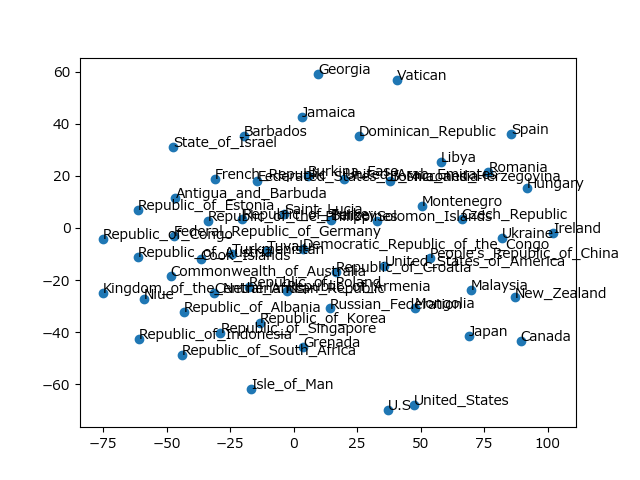 Georgia
Vatican
Jamaica
Barbados
Dominican_Republic
Spain
State_of_Israel
Libya
Romania
Hungary
Antigua_and_Barbuda
Montenegro
Republic_of_Estonia
Saint_Lucia
Solomon_Islands
Czech_Republic
Republic_of_Congo
Federal_Republic_of_Germany
Ukraine
Ireland
Tuvalu
Democratic_Republic_of_the_Congo
People's_Republic_of_China
United_States_of_America
Cook_Islands
Commonwealth_of_Australia
Republic_of_Croatia
Republic_of_Poland
Malaysia
New_Zealand
Niue
Republic_of_Albania
Russian_Federation
Mongolia
Republic_of_Korea
Republic_of_Singapore
Republic_of_Indonesia
Japan
Canada
Grenada
Republic_of_South_Africa
Isle_of_Man
United_States
U.S
60
40
20
0
−20
−40
−60
−75
−50
−25
0
25
50
75
100